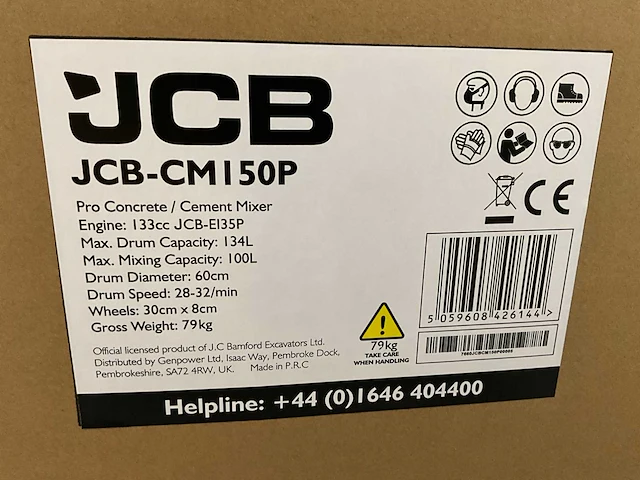 JCB
JCB-CM150P
Pro Concrete / Cement Mixer
Engine: 133cc JCB-E135P
Max. Drum Capacity: 134L
Max. Mixing Capacity: 100L
Drum Diameter: 60cm
Drum Speed: 28-32/min
Wheels: 30cm x 8cm
Gross Weight: 79kg
Official licensed product of J.C Bamford Excavators Ltd.
Distributed by Genpower Ltd, Isaac Way, Pembroke Dock,
Pembrokeshire, SA72 4RW, UK. Made in P.R.C
CE
5 059608 426144 >
7660JCBCM150P00095
79kg
TAKE CARE
WHEN HANDLING
Helpline: +44 (0)1646 404400